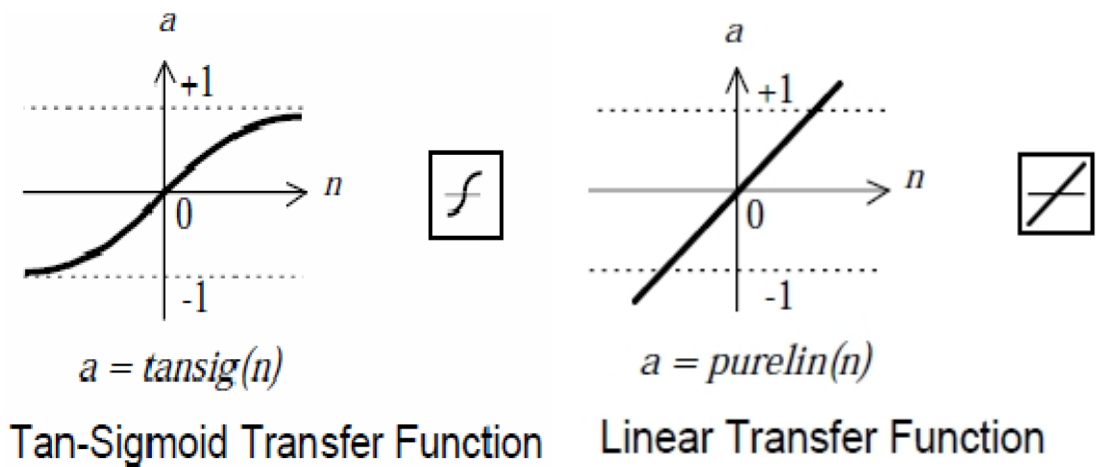 a
+1
n
0
-1
a = tansig(n)
Tan-Sigmoid Transfer Function
a
+1
n
0
-1
a = purelin(n)
Linear Transfer Function